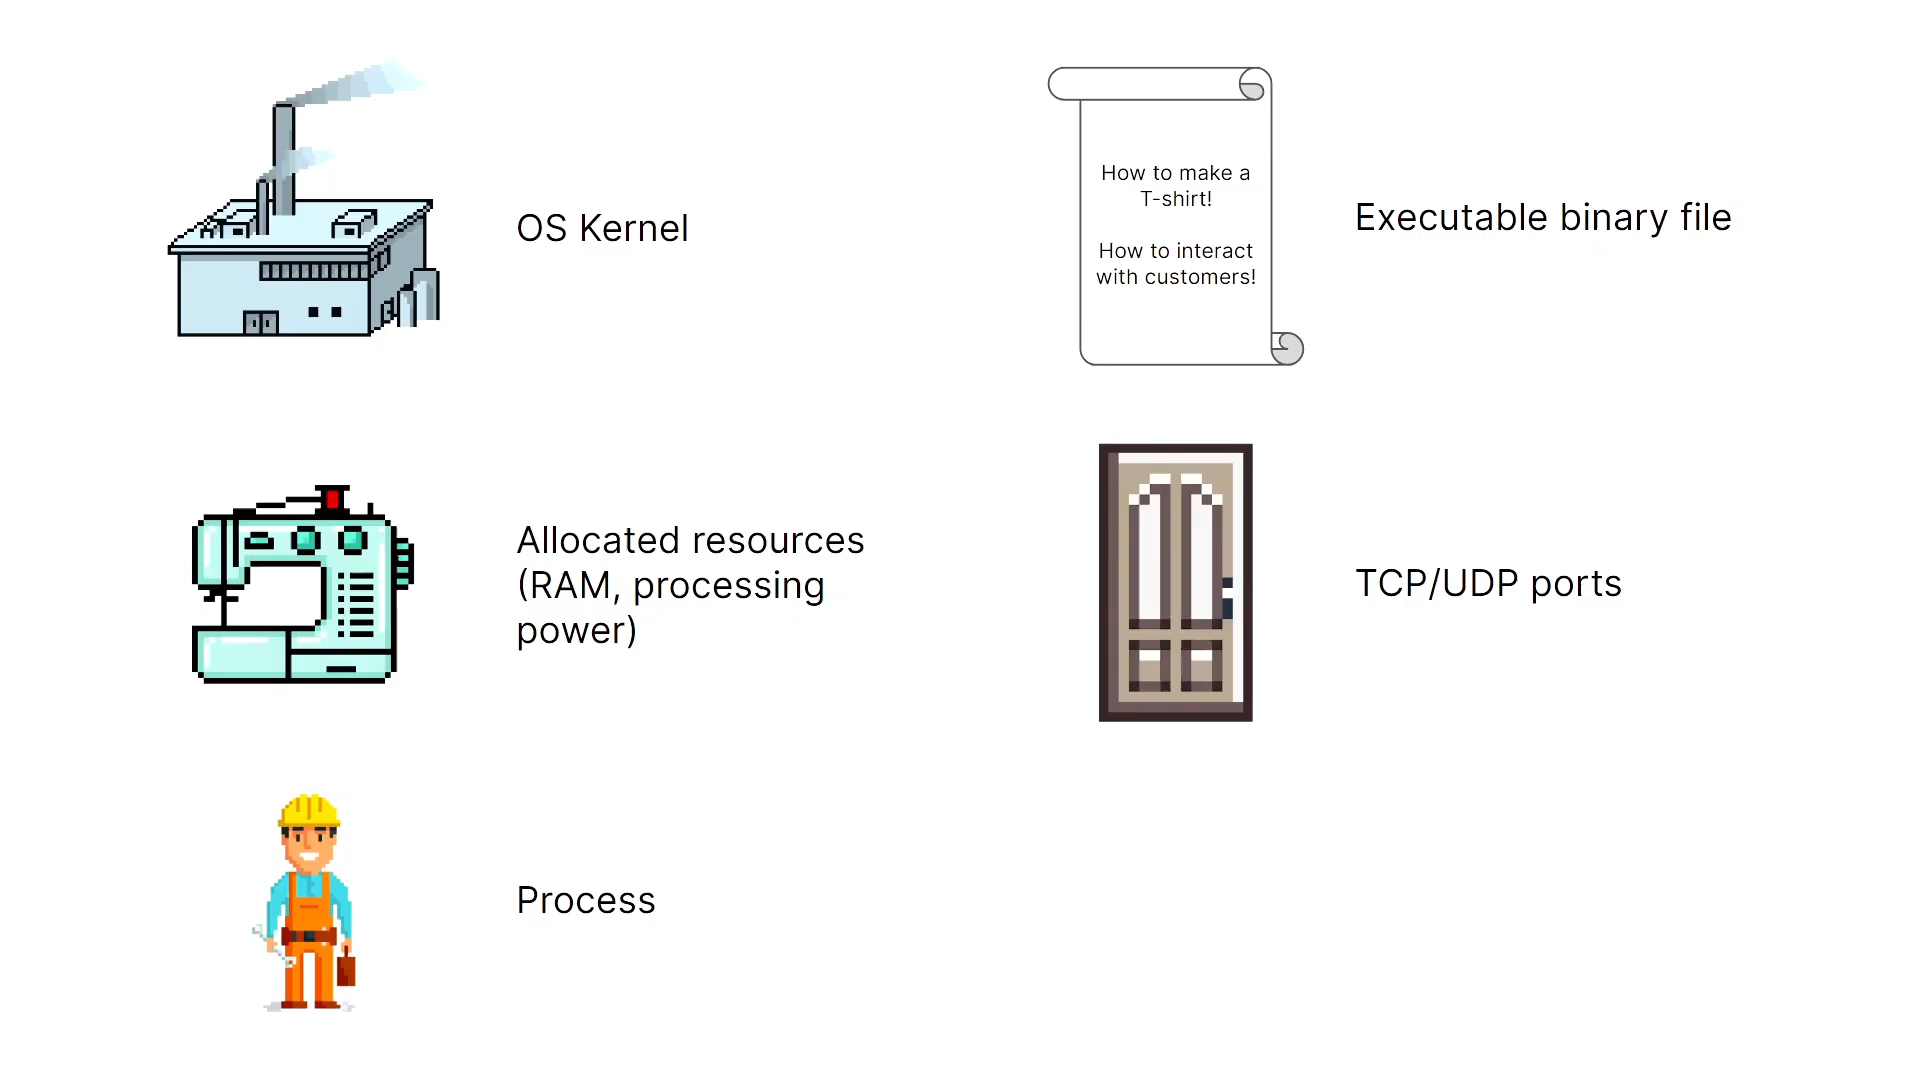 OS Kernel
How to make a
T-shirt!
How to interact
with customers!
Executable binary file
Allocated resources
(RAM, processing
power)
TCP/UDP ports
Process